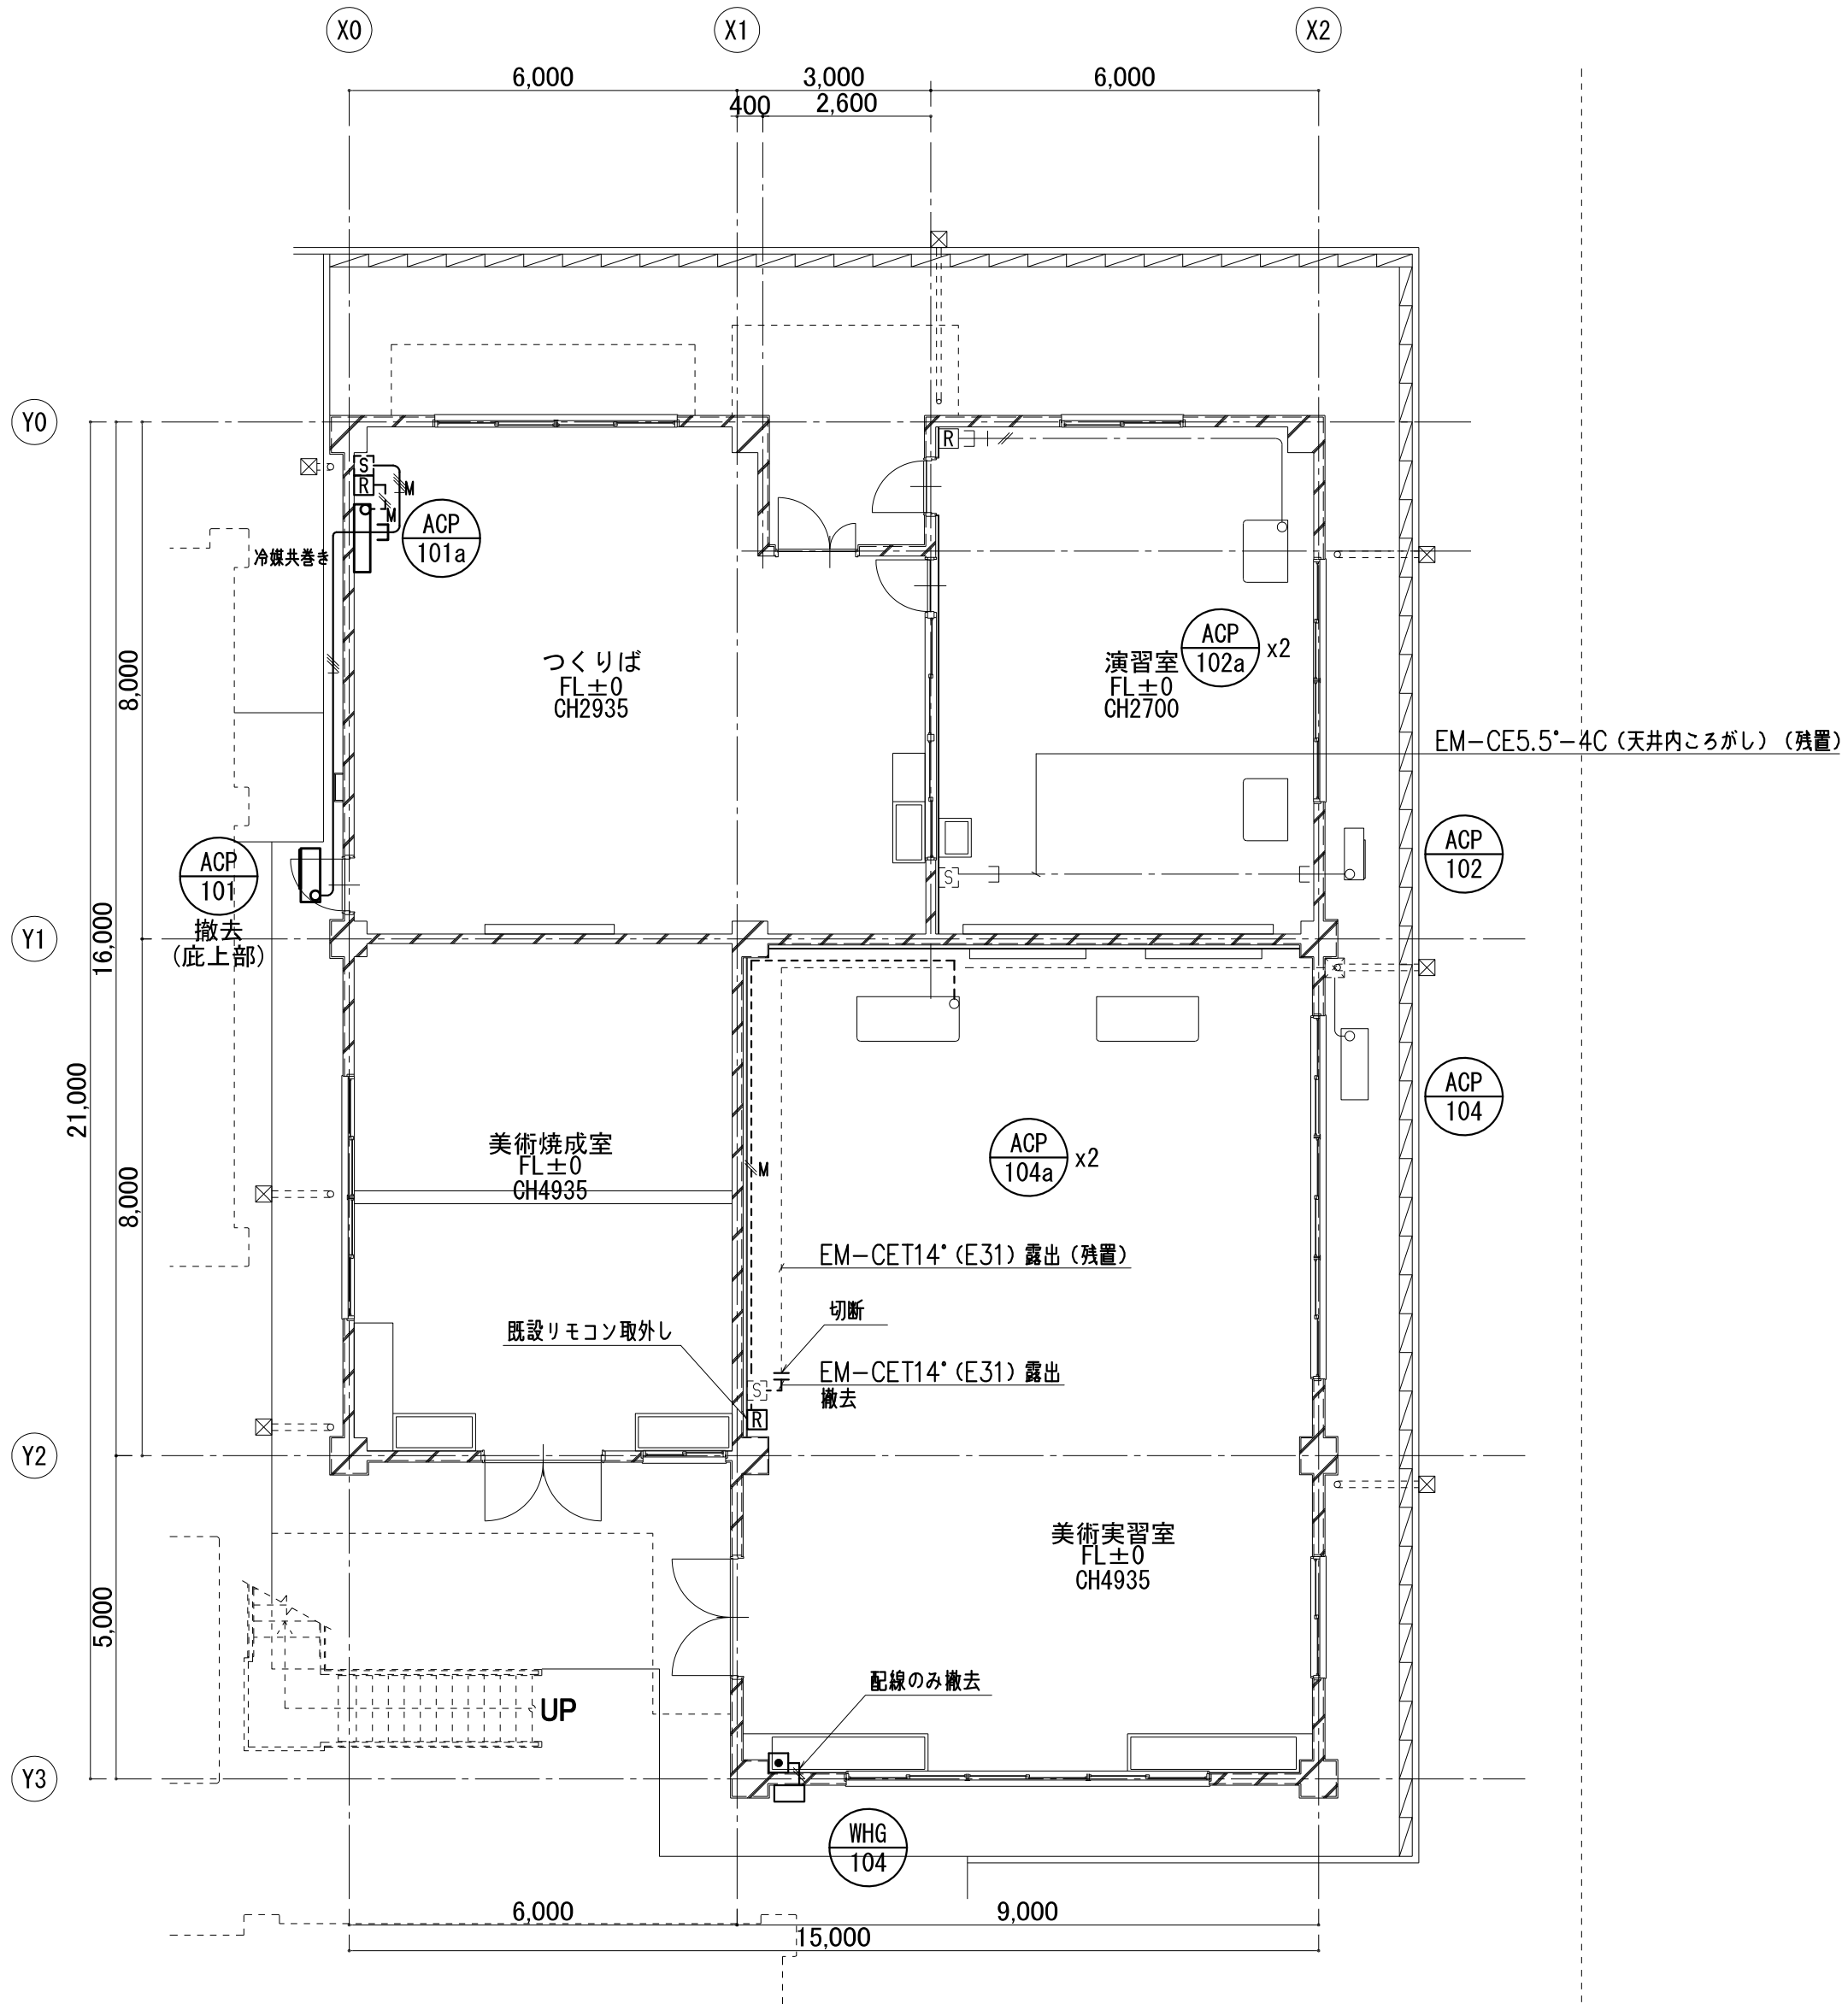 X0
X1
X2
6,000
3,000
6,000
400
2,600
Y0
S
R
M
M
ACP
101a
冷媒共巻き
R
つくりば
FL±0
CH2935
演習室
FL±0
CH2700
ACP
102a
x2
8,000
EM-CE5.5°-4C（天井内ころがし）（残置）
ACP
102
ACP
101
撤去
(庇上部)
S
Y1
16,000
21,000
ACP
104
美術焼成室
FL±0
CH4935
M
ACP
104a
x2
8,000
EM-CET14°（E31）露出（残置）
切断
既設リモコン取外し
EM-CET14°（E31）露出
撤去
S
R
Y2
美術実習室
FL±0
CH4935
5,000
UP
配線のみ撤去
Y3
WHG
104
6,000
9,000
15,000